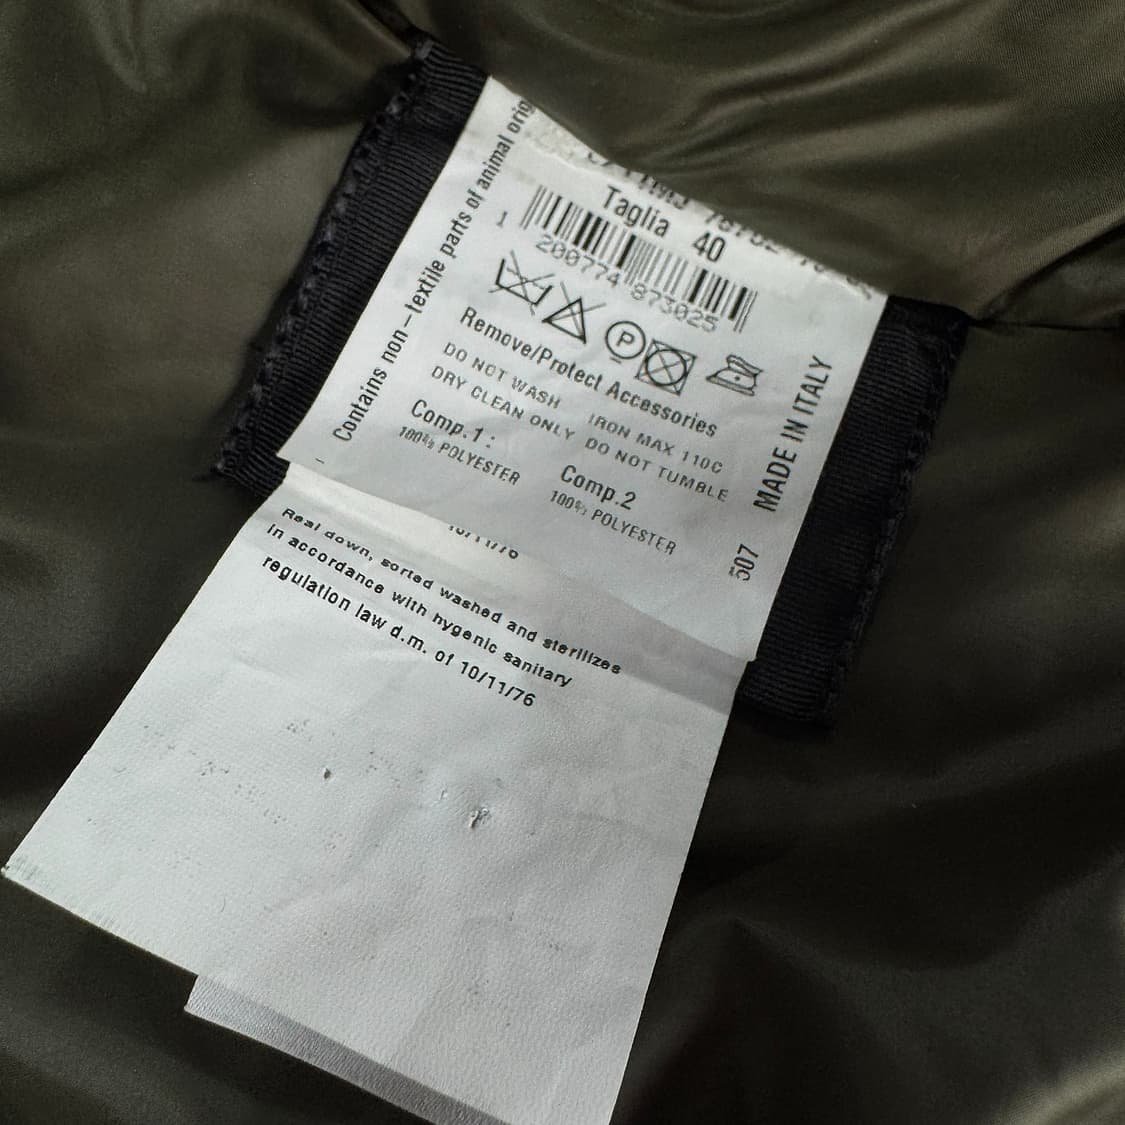 Taglia 40
1 200774 873025
P
Remove/Protect Accessories
DO NOT WASH IRON MAX 110C
DRY CLEAN ONLY DO NOT TUMBLE
Comp.1:
100% POLYESTER
Comp.2
100% POLYESTER
Contains non-textile parts of animal orig
MADE IN ITALY
507
10/11/76
Real down, sorted washed and sterilizes
in accordance with hygenic sanitary
regulation law d.m. of 10/11/76